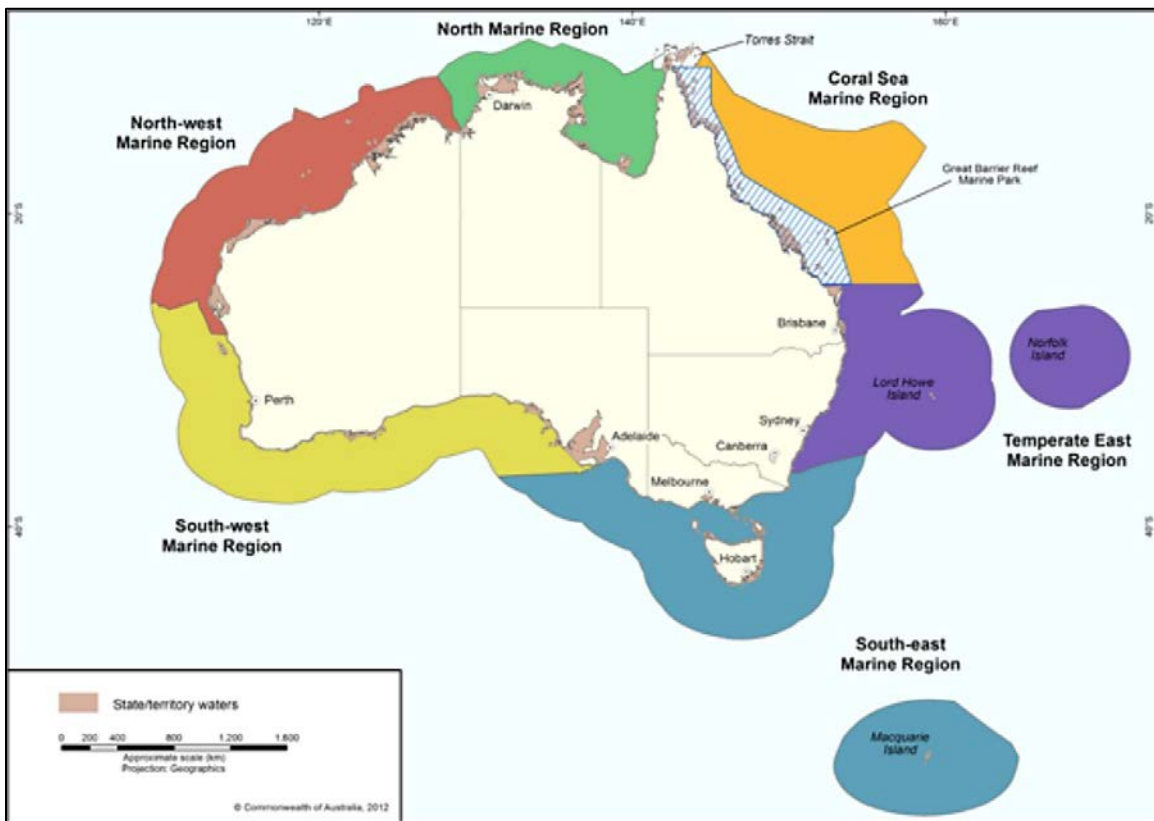 120°E
140°E
160°E
North Marine Region
Torres Strait
Coral Sea
Marine Region
Darwin
North-west
Marine Region
Great Barrier Reef
Marine Park
20°S
20°S
Brisbane
Norfolk
Island
Lord Howe
Island
Perth
Sydney
Adelaide
Canberra
Temperate East
Marine Region
Melbourne
South-west
Marine Region
40°S
40°S
Hobart
South-east
Marine Region
Macquarie
Island
State/territory waters
0 200 400 800 1,200 1,600
Approximate scale (km)
Projection: Geographics
© Commonwealth of Australia, 2012